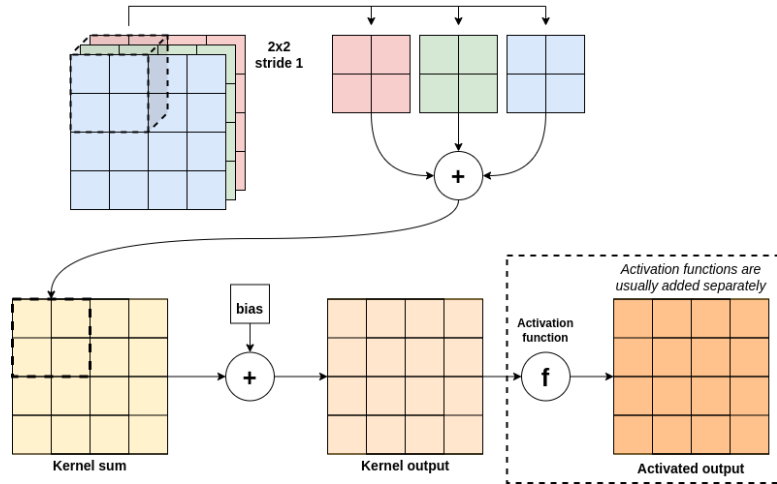 2x2
stride 1
+
Activation functions are
usually added separately
bias
Activation
function
+
f
Kernel sum
Kernel output
Activated output